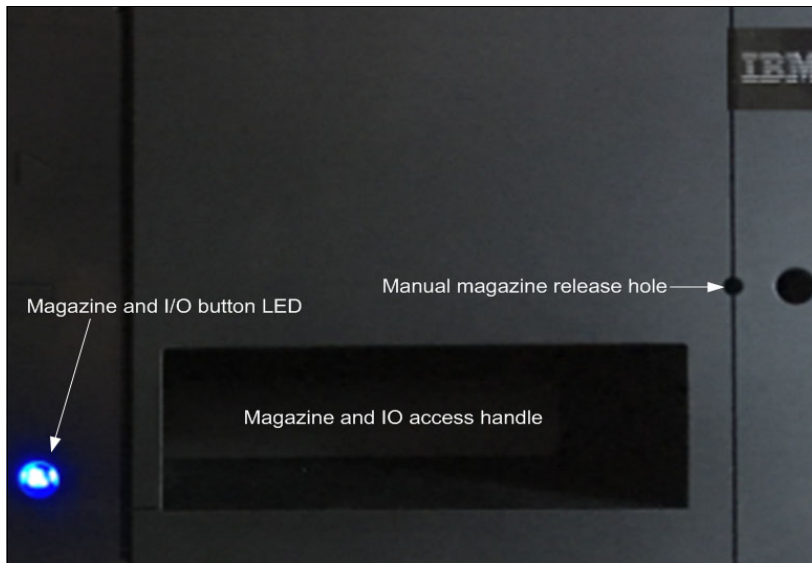 IBM
Manual magazine release hole
Magazine and I/O button LED
Magazine and IO access handle